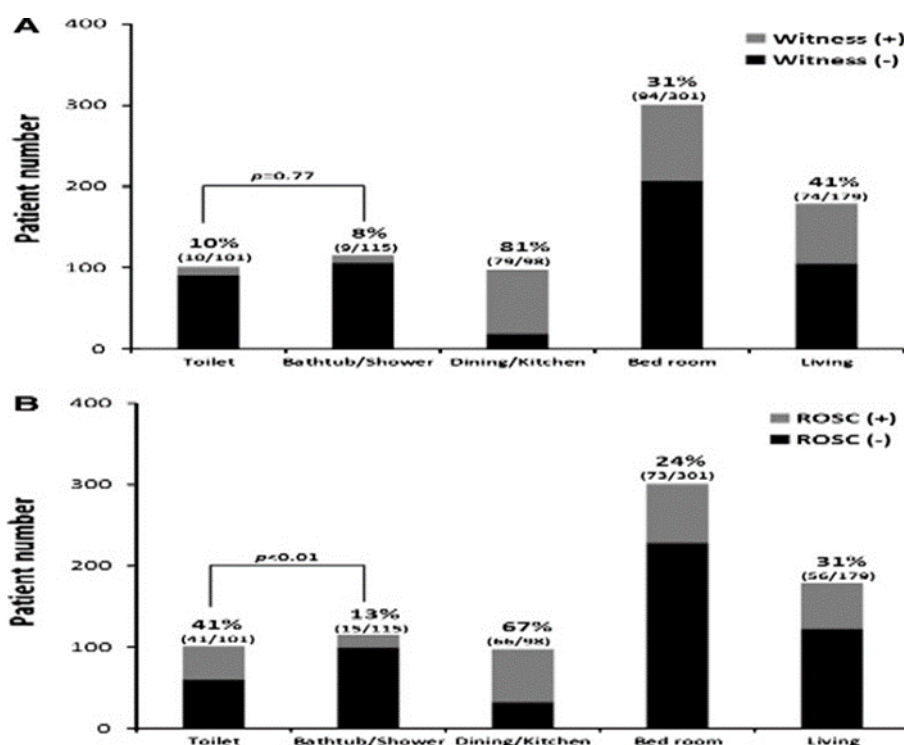 A
400
Witness (+)
Witness (-)
31%
(94/301)
300
Patient number
p=0.77
41%
(74/179)
200
10%
(10/101)
8%
(9/115)
81%
(79/98)
100
0
Toilet
Bathtub/Shower
Dining/Kitchen
Bed room
Living
B
400
ROSC (+)
ROSC (-)
24%
(73/301)
300
Patient number
p<0.01
31%
(56/179)
200
41%
(41/101)
13%
(15/115)
67%
(66/98)
100
0
Toilet
Bathtub/Shower
Dining/Kitchen
Bed room
Living